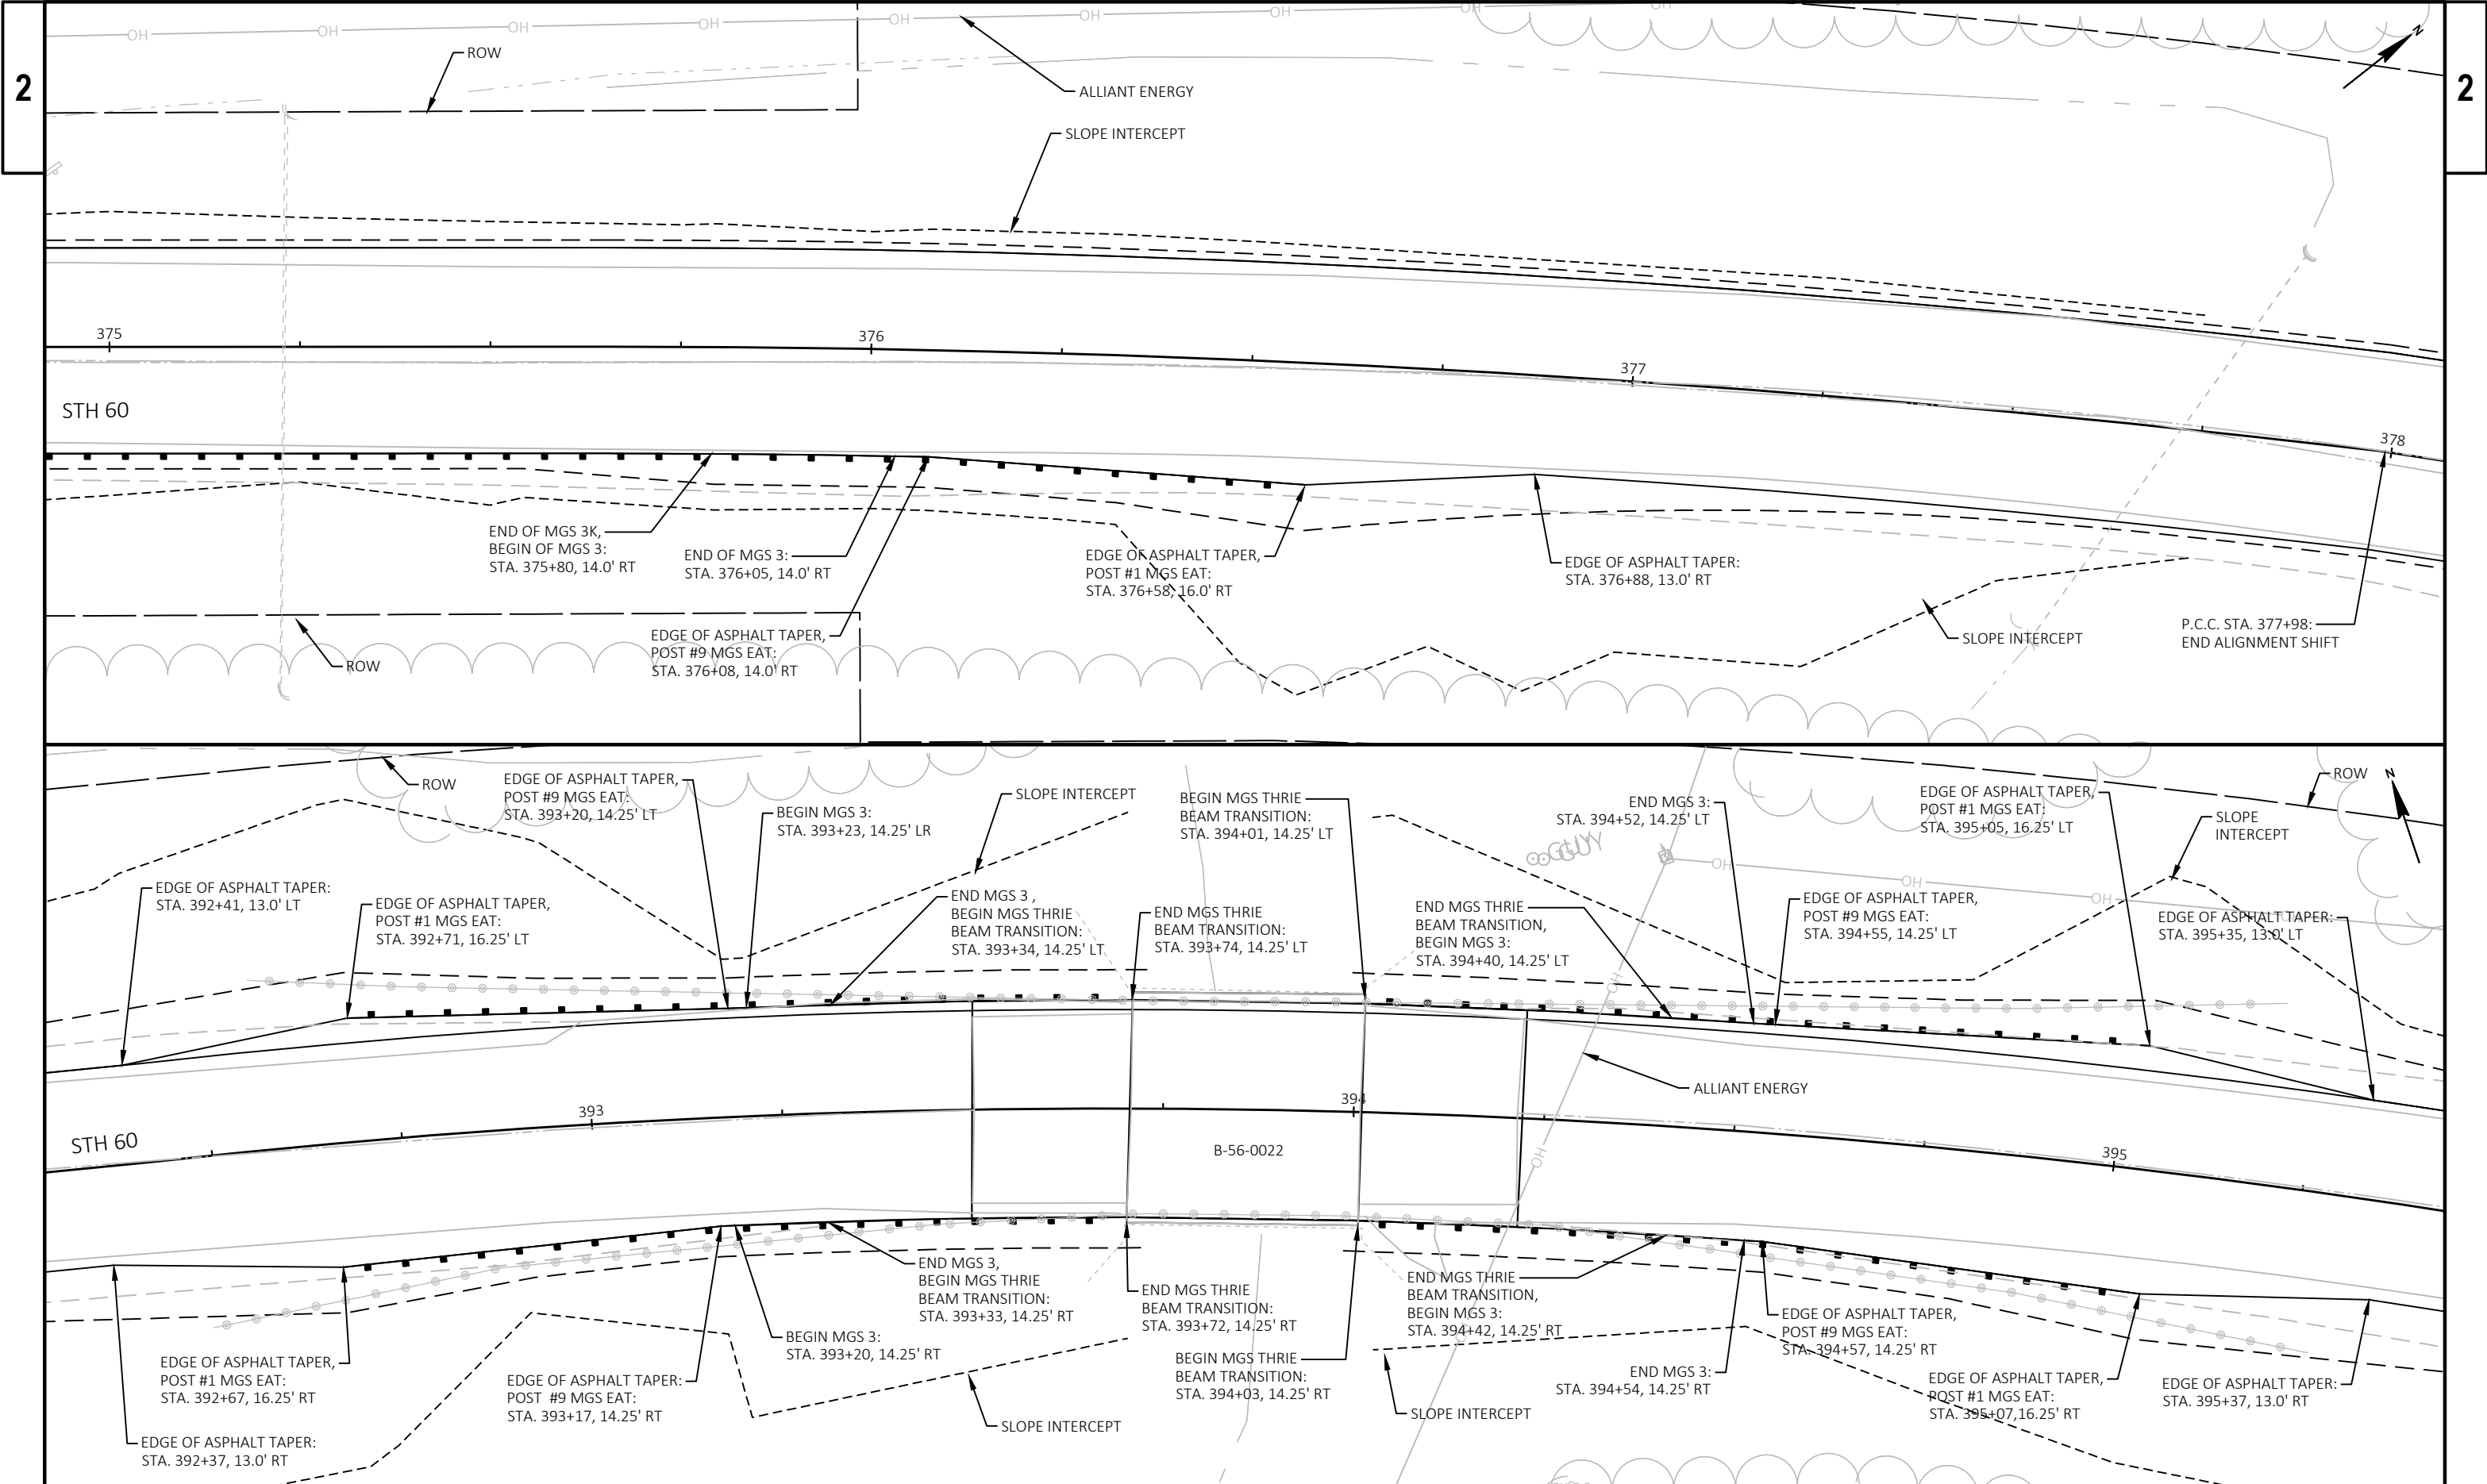 2
2
OH OH OH OH OH OH OH OH OH
N
ROW
ALLIANT ENERGY
SLOPE INTERCEPT
375
376
377
378
STH 60
END OF MGS 3K,
BEGIN OF MGS 3:
STA. 375+80, 14.0' RT
END OF MGS 3:
STA. 376+05, 14.0' RT
EDGE OF ASPHALT TAPER,
POST #1 MGS EAT:
STA. 376+58, 16.0' RT
EDGE OF ASPHALT TAPER:
STA. 376+88, 13.0' RT
ROW
EDGE OF ASPHALT TAPER,
POST #9 MGS EAT:
STA. 376+08, 14.0' RT
SLOPE INTERCEPT
P.C.C. STA. 377+98:
END ALIGNMENT SHIFT
ROW
EDGE OF ASPHALT TAPER,
POST #9 MGS EAT:
STA. 393+20, 14.25' LT
BEGIN MGS 3:
STA. 393+23, 14.25' LR
SLOPE INTERCEPT
BEGIN MGS THRIE
BEAM TRANSITION:
STA. 394+01, 14.25' LT
END MGS 3:
STA. 394+52, 14.25' LT
EDGE OF ASPHALT TAPER,
POST #1 MGS EAT:
STA. 395+05, 16.25' LT
SLOPE
INTERCEPT
ROW
N
GUY
GUY
OH OH OH OH
EDGE OF ASPHALT TAPER:
STA. 392+41, 13.0' LT
EDGE OF ASPHALT TAPER,
POST #1 MGS EAT:
STA. 392+71, 16.25' LT
END MGS 3 ,
BEGIN MGS THRIE
BEAM TRANSITION:
STA. 393+34, 14.25' LT
END MGS THRIE
BEAM TRANSITION:
STA. 393+74, 14.25' LT
END MGS THRIE
BEAM TRANSITION,
BEGIN MGS 3:
STA. 394+40, 14.25' LT
EDGE OF ASPHALT TAPER,
POST #9 MGS EAT:
STA. 394+55, 14.25' LT
EDGE OF ASPHALT TAPER:
STA. 395+35, 13.0' LT
OH
ALLIANT ENERGY
393
394
395
STH 60
B-56-0022
OH
OH
END MGS 3,
BEGIN MGS THRIE
BEAM TRANSITION:
STA. 393+33, 14.25' RT
END MGS THRIE
BEAM TRANSITION:
STA. 393+72, 14.25' RT
END MGS THRIE
BEAM TRANSITION,
BEGIN MGS 3:
STA. 394+42, 14.25' RT
EDGE OF ASPHALT TAPER,
POST #9 MGS EAT:
STA. 394+57, 14.25' RT
BEGIN MGS 3:
STA. 393+20, 14.25' RT
EDGE OF ASPHALT TAPER,
POST #1 MGS EAT:
STA. 392+67, 16.25' RT
EDGE OF ASPHALT TAPER:
POST #9 MGS EAT:
STA. 393+17, 14.25' RT
BEGIN MGS THRIE
BEAM TRANSITION:
STA. 394+03, 14.25' RT
END MGS 3:
STA. 394+54, 14.25' RT
EDGE OF ASPHALT TAPER,
POST #1 MGS EAT:
STA. 395+07,16.25' RT
EDGE OF ASPHALT TAPER:
STA. 395+37, 13.0' RT
SLOPE INTERCEPT
SLOPE INTERCEPT
EDGE OF ASPHALT TAPER:
STA. 392+37, 13.0' RT